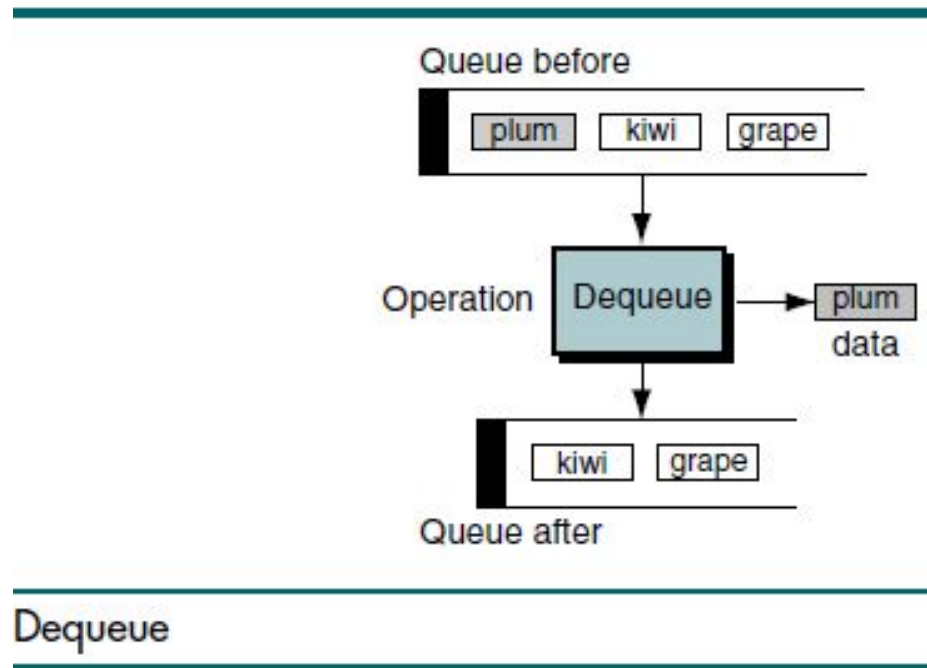 Queue before
plum kiwi grape
Operation Dequeue plum
data
kiwi grape
Queue after
Dequeue